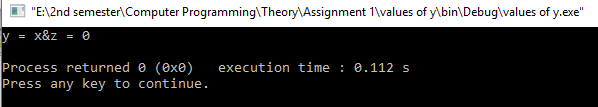 "E:\2nd semester\Computer Programming\Theory\Assignment 1\values of y\bin\Debug\values of y.exe"
y = x&z = 0
Process returned 0 (0x0)   execution time : 0.112 s
Press any key to continue.